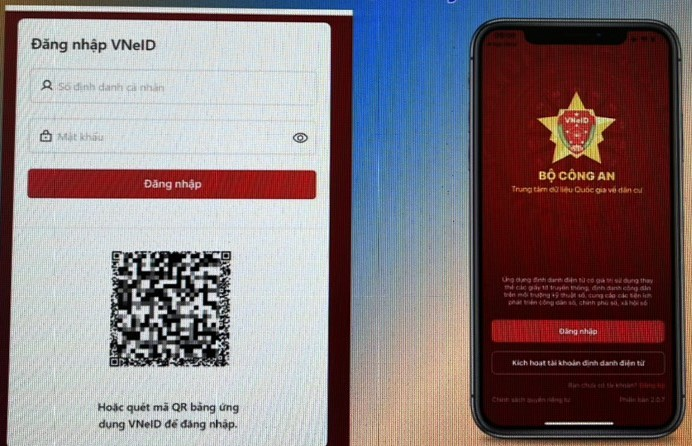 Đăng nhập VNeID
Số định danh cá nhân
Mật khẩu
Đăng nhập
Hoặc quét mã QR bằng ứng
dụng VNeID để đăng nhập.
VNeID
BỘ CÔNG AN
Trung tâm dữ liệu Quốc gia về dân cư
Ứng dụng định danh điện tử có giá trị sử dụng thay
thế các giấy tờ truyền thống, định danh công dân
trên môi trường kỹ thuật số, cung cấp các tiện ích
phát triển công dân số, chính phủ số, xã hội số
Đăng nhập
Kích hoạt tài khoản định danh điện tử
Bạn chưa có tài khoản? Đăng ký
Chính sách quyền riêng tư
Phiên bản 2.0.7